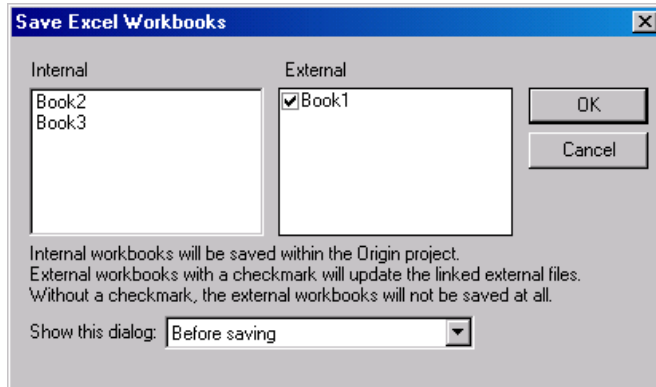 Save Excel Workbooks
Internal
External
Book2
Book3
Book1
OK
Cancel
Internal workbooks will be saved within the Origin project.
External workbooks with a checkmark will update the linked external files.
Without a checkmark, the external workbooks will not be saved at all.
Show this dialog: Before saving